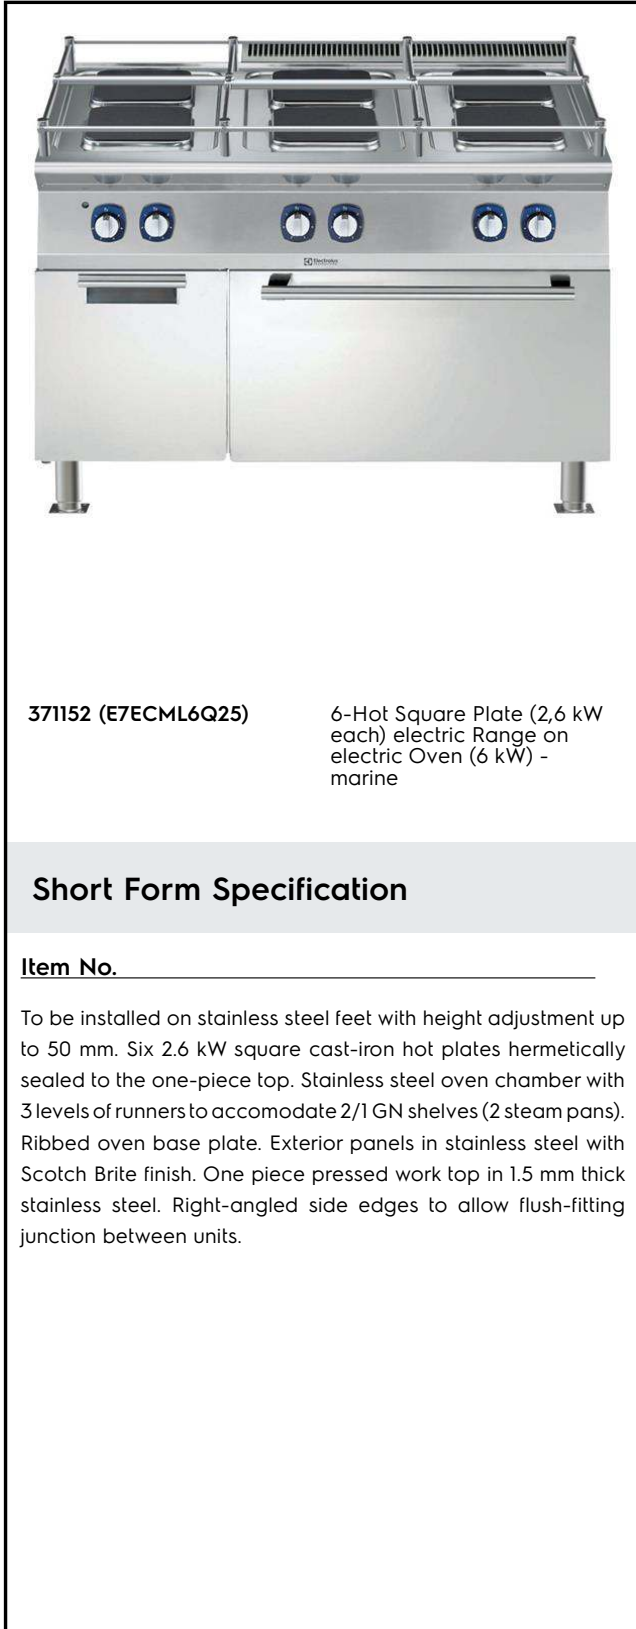 Electrolux
371152 (E7ECML6Q25)
6-Hot Square Plate (2,6 kW
each) electric Range on
electric Oven (6 kW) -
marine
Short Form Specification
Item No.
To be installed on stainless steel feet with height adjustment up
to 50 mm. Six 2.6 kW square cast-iron hot plates hermetically
sealed to the one-piece top. Stainless steel oven chamber with
3 levels of runners to accomodate 2/1 GN shelves (2 steam pans).
Ribbed oven base plate. Exterior panels in stainless steel with
Scotch Brite finish. One piece pressed work top in 1.5 mm thick
stainless steel. Right-angled side edges to allow flush-fitting
junction between units.